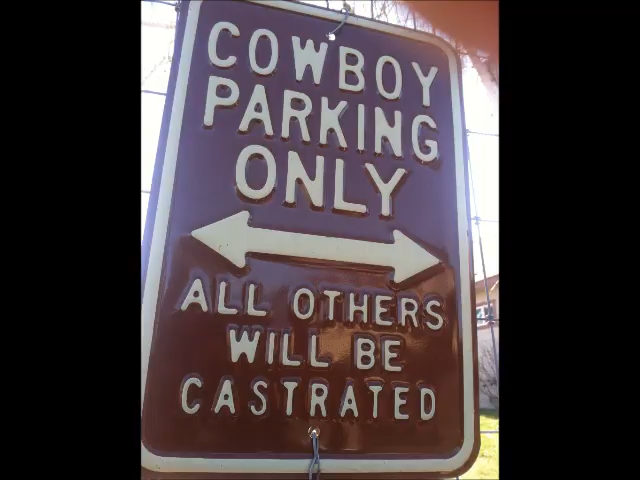 COWBOY
PARKING
ONLY
ALL OTHERS
WILL BE
CASTRATED